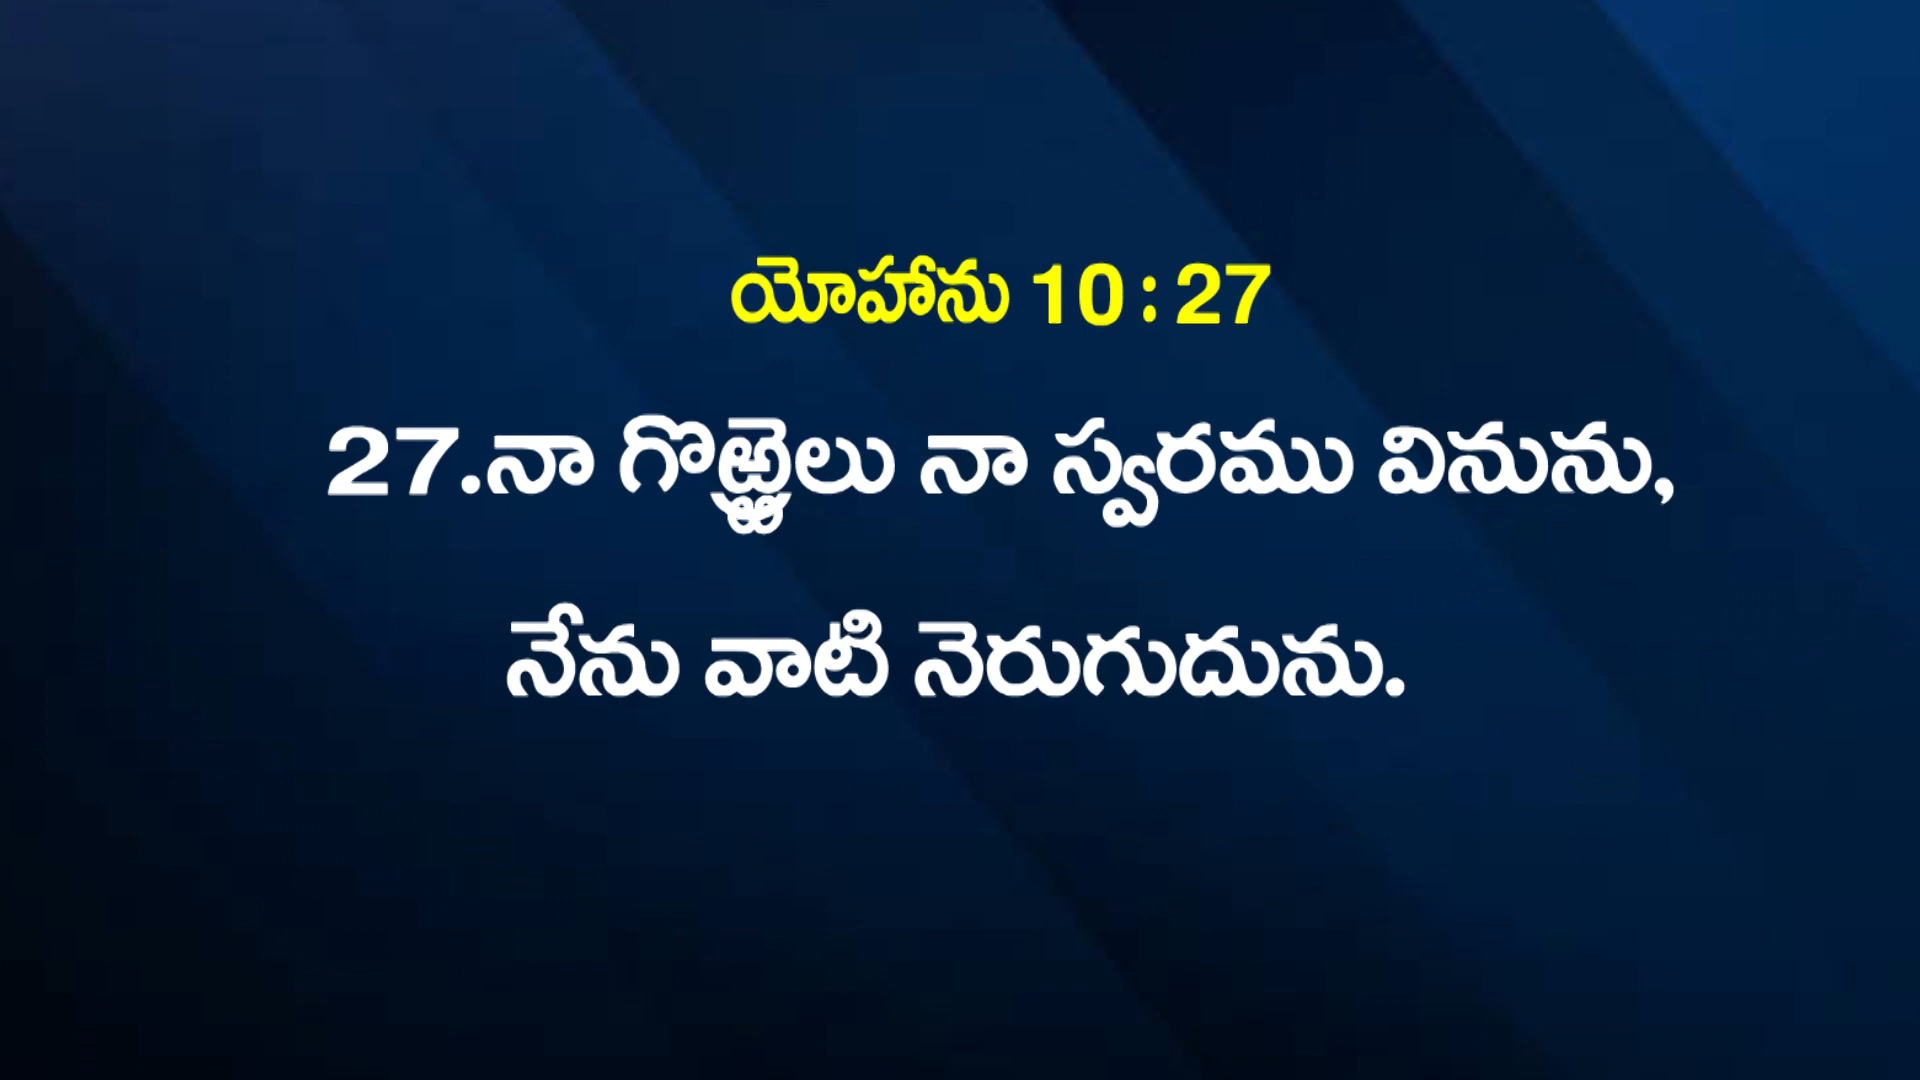 యోహాను 10 : 27
27.నా గొఱ్ఱెలు నా స్వరము వినును,
నేను వాటి నెరుగుదును.